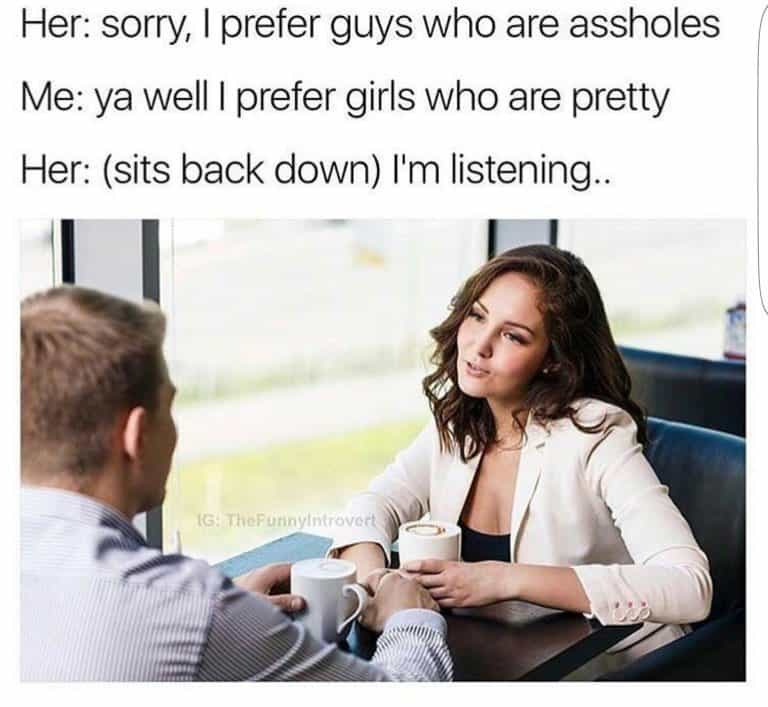 Her: sorry, I prefer guys who are assholes
Me: ya well I prefer girls who are pretty
Her: (sits back down) I'm listening..
IG: TheFunnyIntrovert